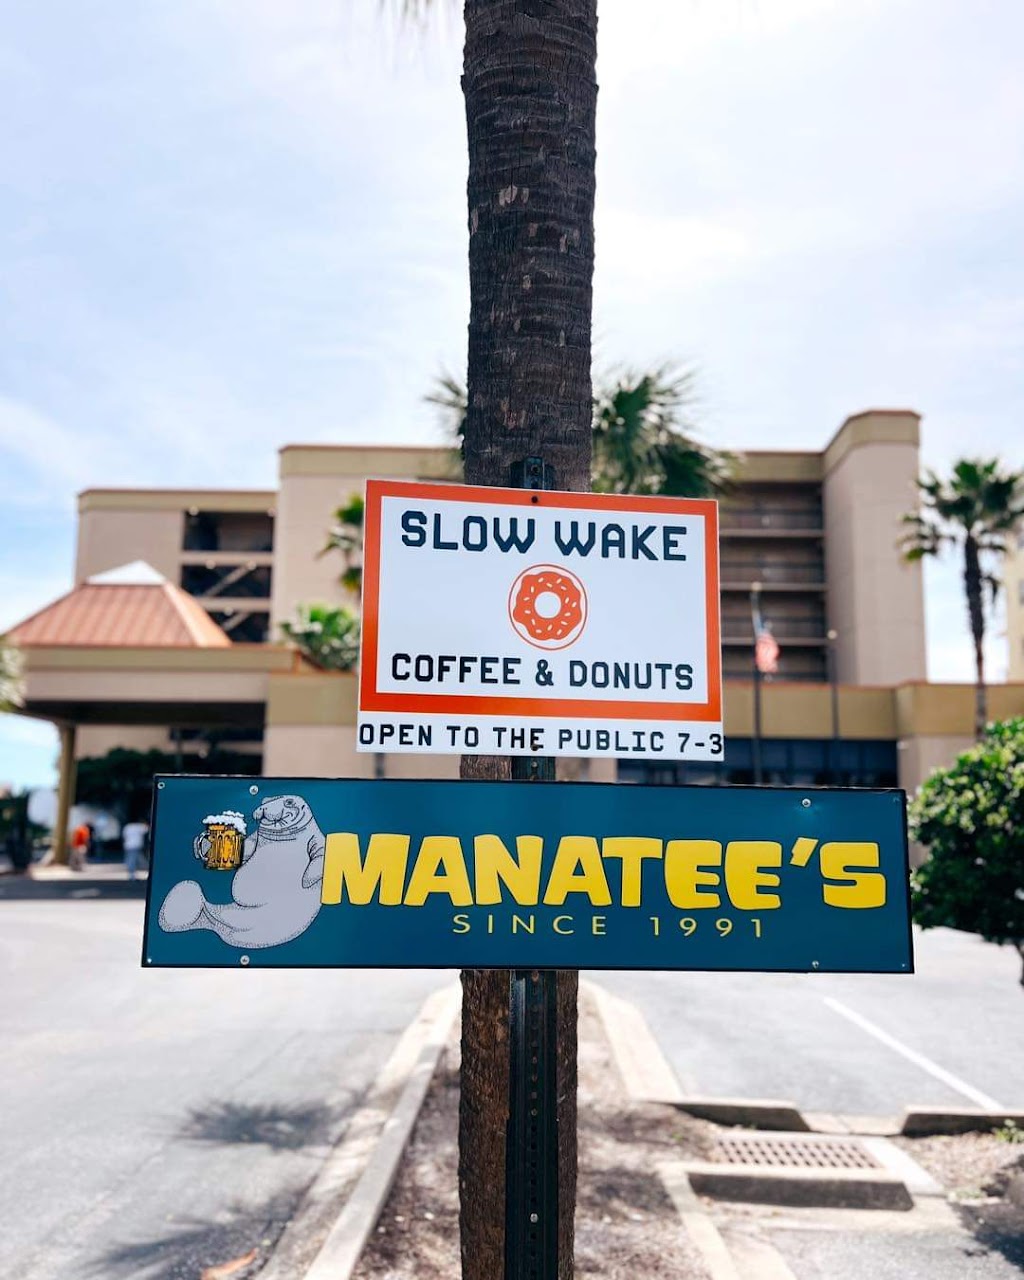 SLOW WAKE
COFFEE & DONUTS
OPEN TO THE PUBLIC 7-3
MANATEE'S
SINCE 1991